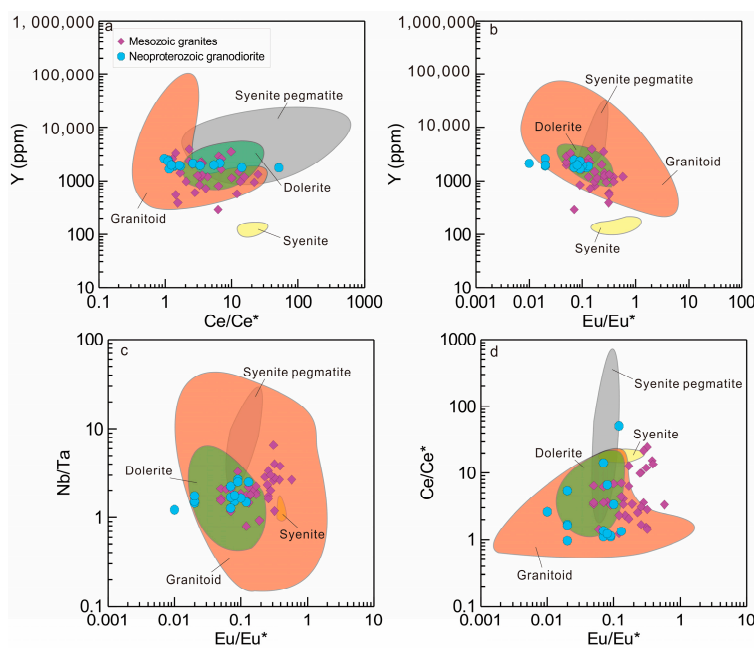 a
Mesozoic granites
Neoproterozoic granodiorite
Y (ppm)
1, 000,000
100,000
10,000
1000
100
10
Syenite pegmatite
Dolerite
Granitoid
Syenite
0.1
1
10
100
1000
Ce/Ce*
b
Y (ppm)
1,000,000
100,000
10,000
1000
100
10
Syenite pegmatite
Dolerite
Granitoid
Syenite
0.001
0.01
0.1
1
10
100
Eu/Eu*
c
Nb/Ta
100
10
1
0.1
Syenite pegmatite
Dolerite
Syenite
Granitoid
0.001
0.01
0.1
1
10
Eu/Eu*
d
Ce/Ce*
1000
100
10
1
0.1
Syenite pegmatite
Syenite
Dolerite
Granitoid
0.001
0.01
0.1
1
10
Eu/Eu*